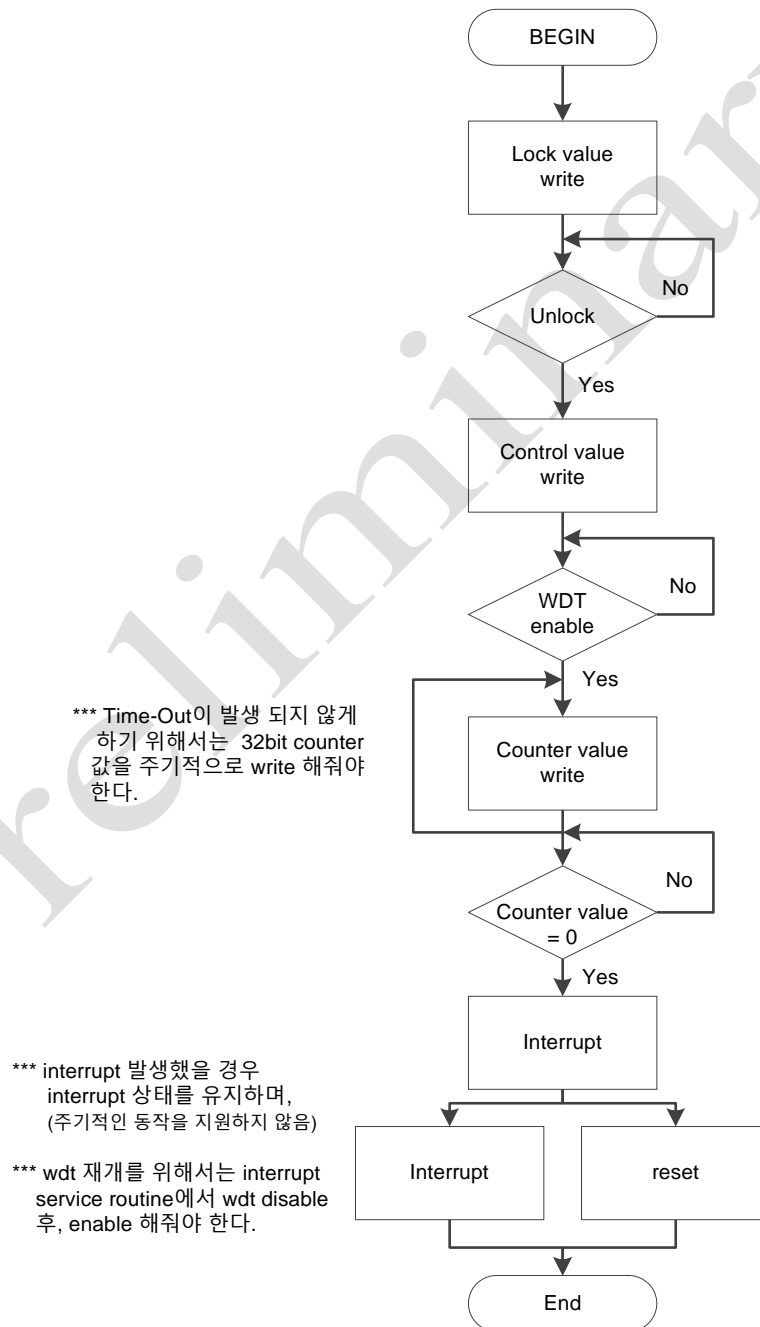 BEGIN
Lock value
write
No
Unlock
Yes
Control value
write
No
WDT
enable
Yes
*** Time-Out이 발생 되지 않게
하기 위해서는 32bit counter
값을 주기적으로 write 해줘야
한다.
Counter value
write
No
Counter value
= 0
Yes
Interrupt
*** interrupt 발생했을 경우
interrupt 상태를 유지하며,
(주기적인 동작을 지원하지 않음)
*** wdt 재개를 위해서는 interrupt
service routine에서 wdt disable
후, enable 해줘야 한다.
Interrupt
reset
End
reliminar